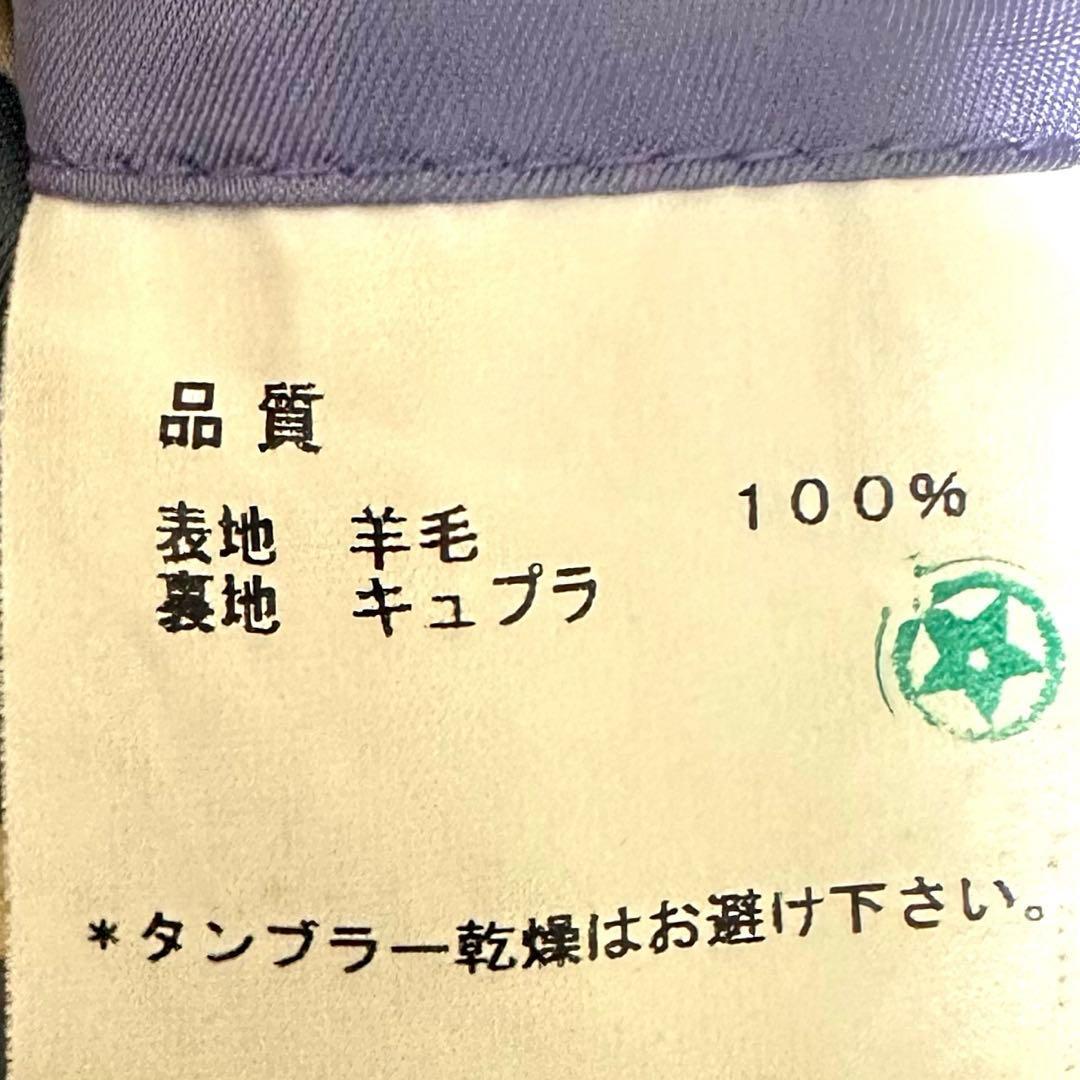 品質
表地 羊毛 100%
裏地 キュプラ
*タンブラー乾燥はお避け下さい。